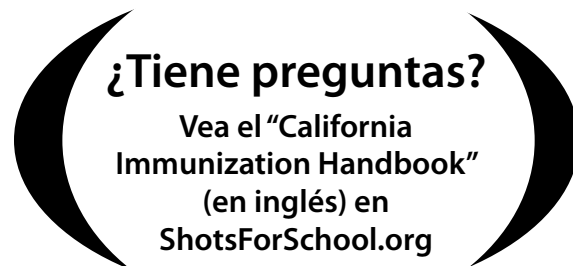 ¿Tiene preguntas?
Vea el “California
Immunization Handbook”
(en inglés) en
ShotsForSchool.org